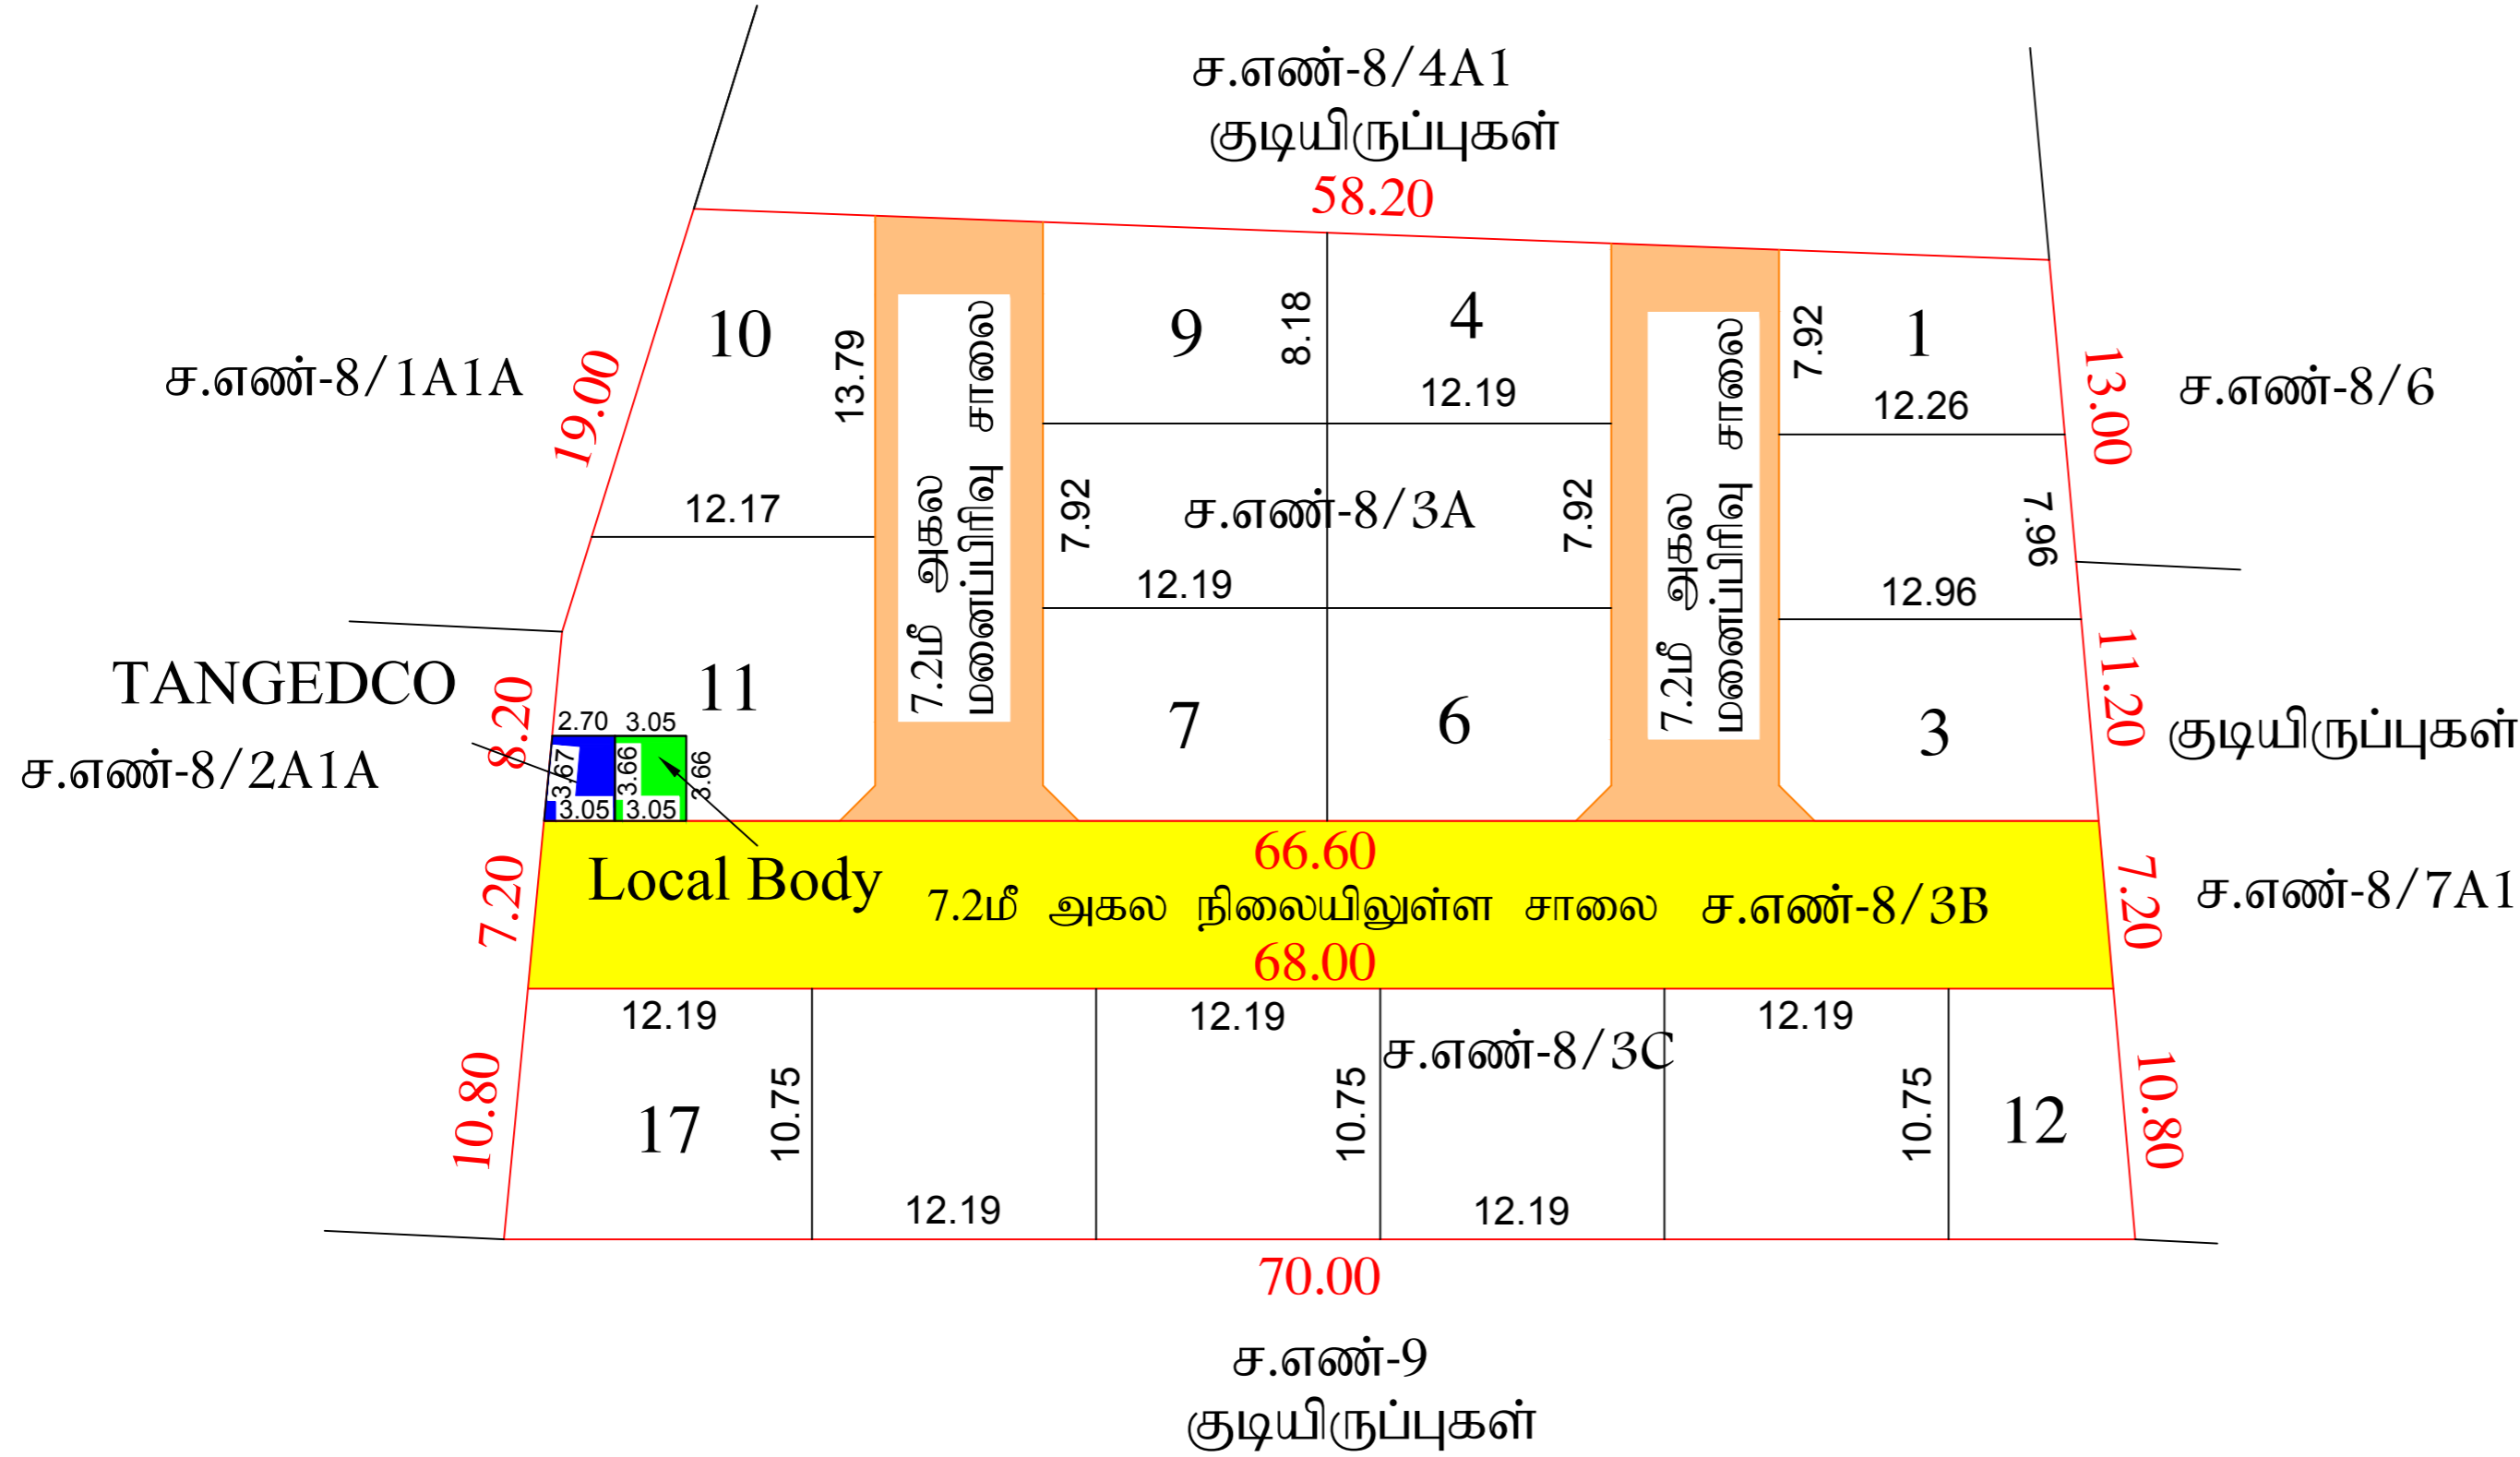 ச.எண்-8/4A1
குடியிருப்புகள்
58.20
10
9
4
1
13.79
8.18
7.92
12.19
12.26
ச.எண்-8/1A1A
19.00
13.00
ச.எண்-8/6
7.2மீ அகல
மனைப்பிரிவு சாலை
7.2மீ அகல
மனைப்பிரிவு சாலை
12.17
7.92
ச.எண்-8/3A
7.92
7.96
12.19
12.96
TANGEDCO
8.20
11
7
6
3
11.20
குடியிருப்புகள்
2.70
3.05
3.67
3.66
3.66
3.05
3.05
ச.எண்-8/2A1A
66.60
Local Body
7.2மீ அகல நிலையிலுள்ள சாலை ச.எண்-8/3B
7.20
7.20
ச.எண்-8/7A1
68.00
12.19
12.19
12.19
ச.எண்-8/3C
10.80
17
10.75
10.75
10.75
12
10.80
12.19
12.19
70.00
ச.எண்-9
குடியிருப்புகள்